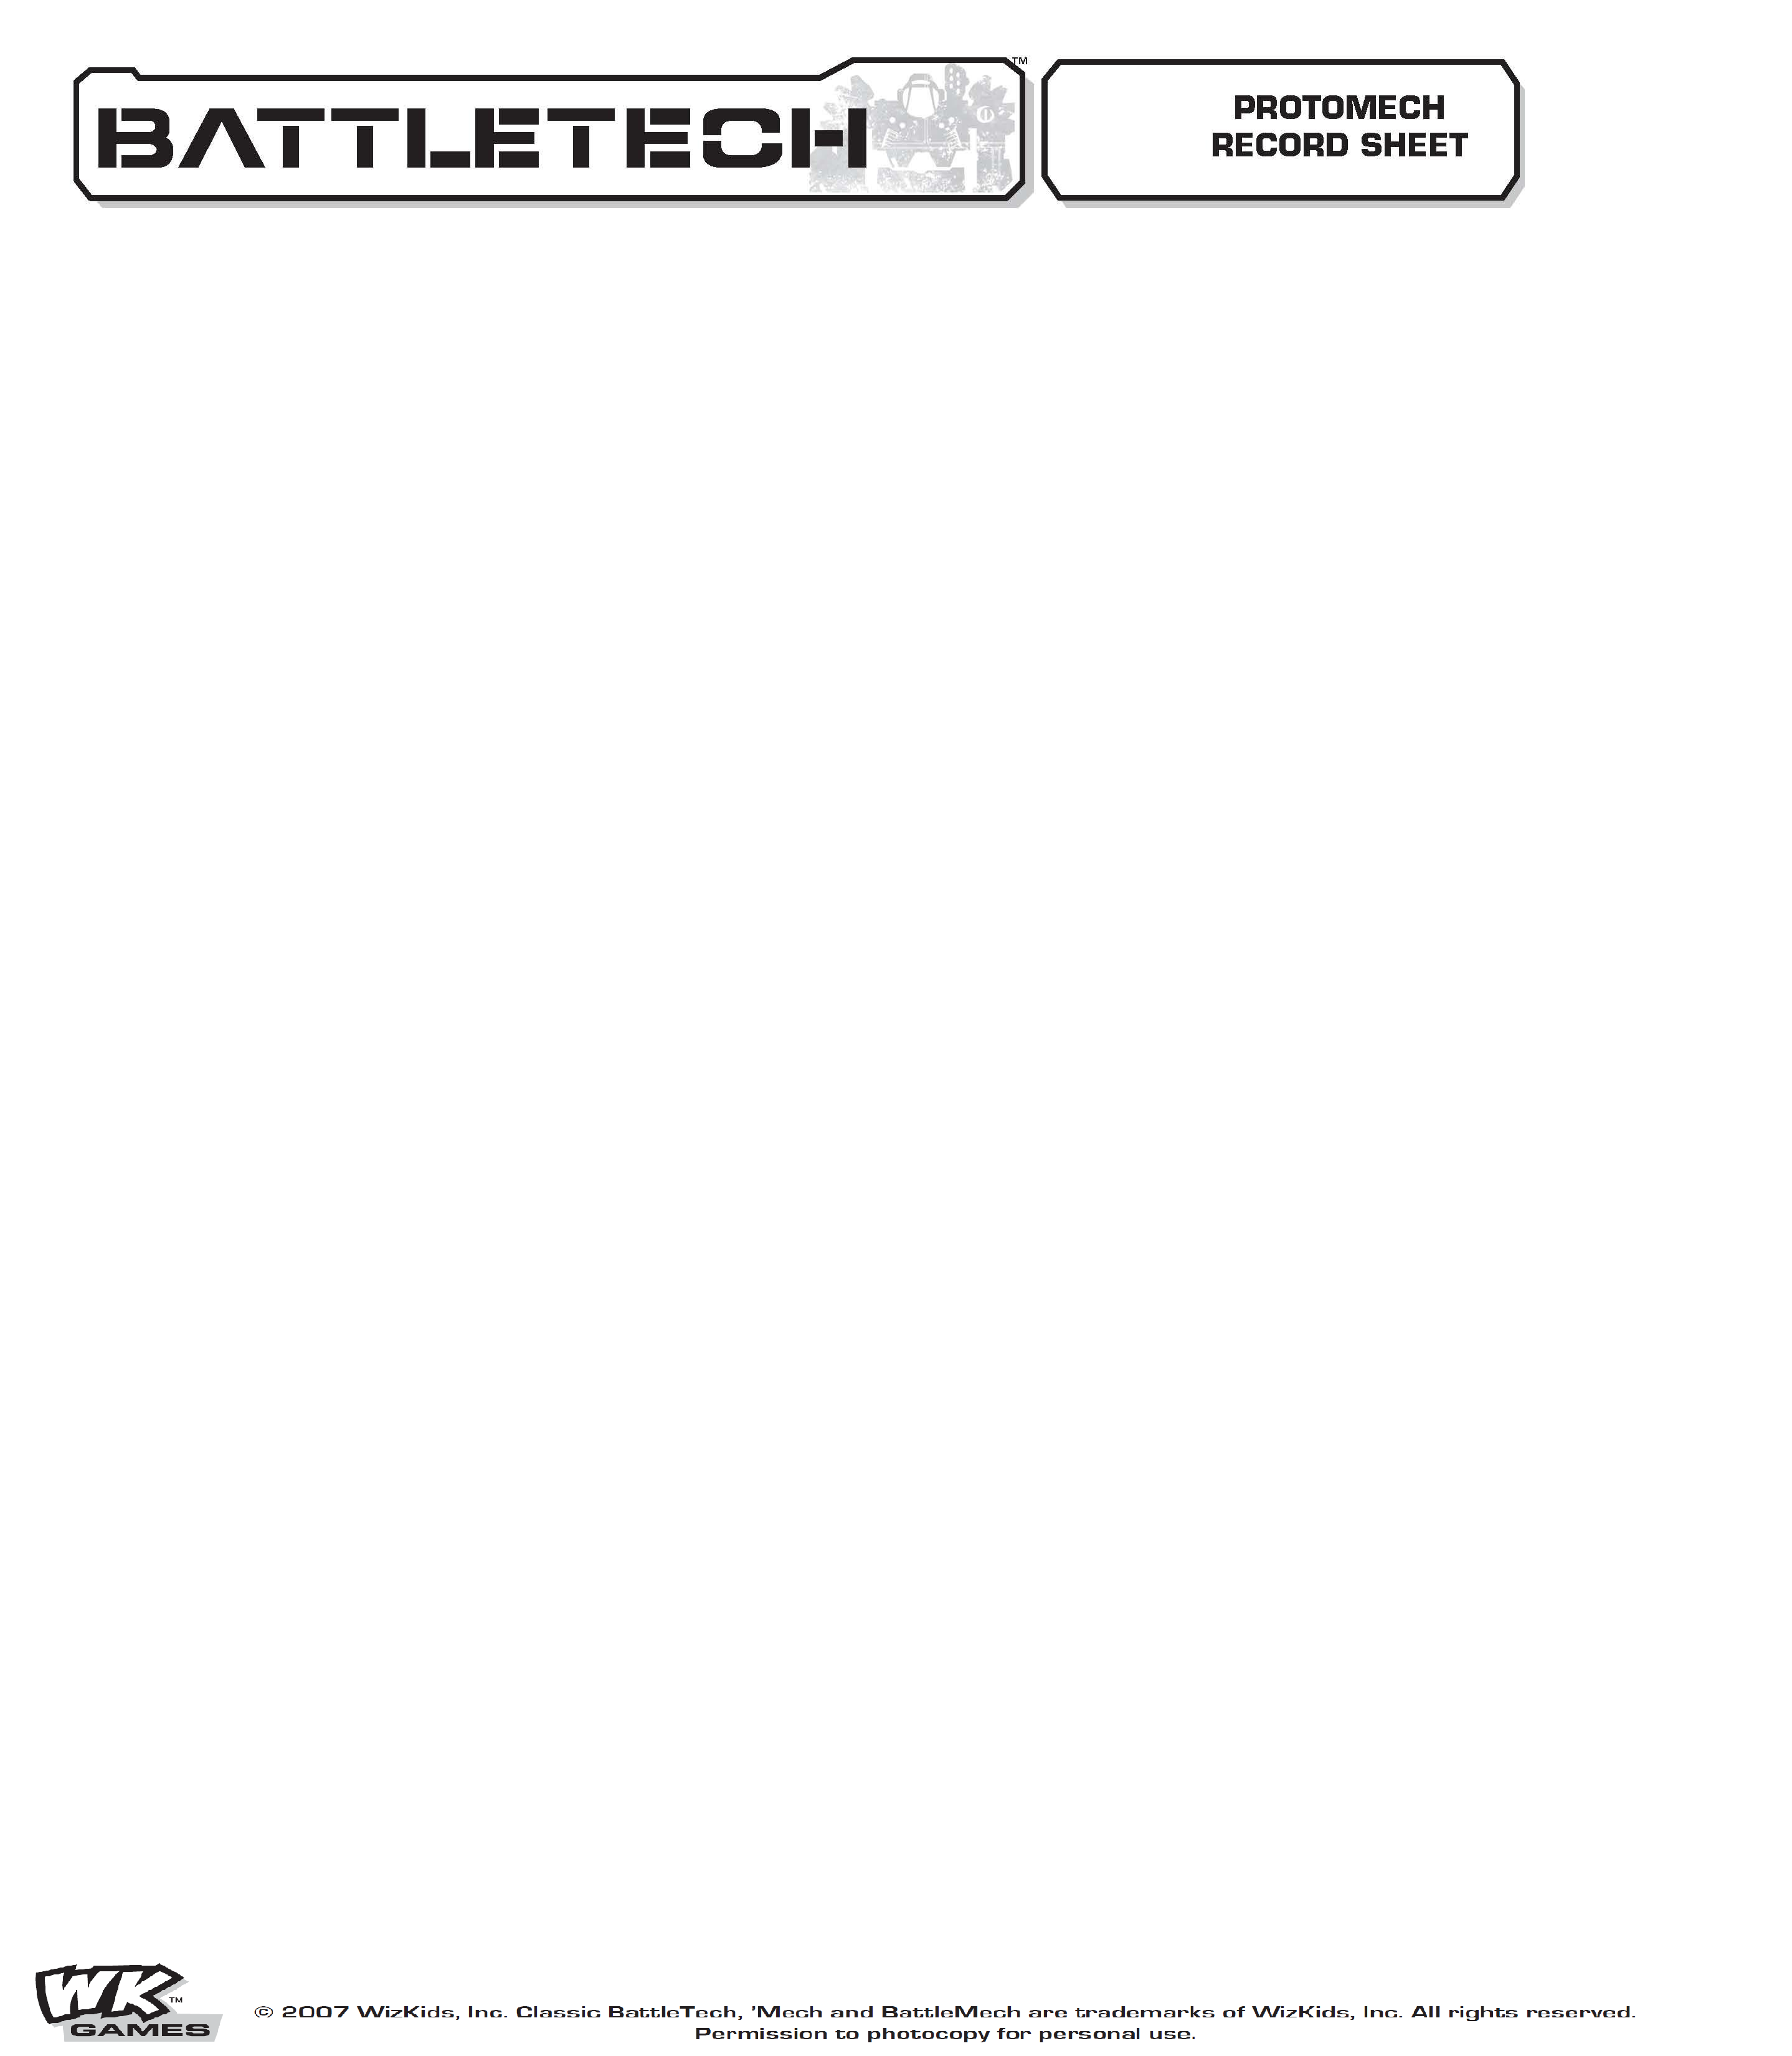 BATTLETECH™
PROTOMECH
RECORD SHEET
WK™
GAMES
© 2007 WizKids, Inc. Classic BattleTech, ’Mech and BattleMech are trademarks of WizKids, Inc. All rights reserved.
Permission to photocopy for personal use.